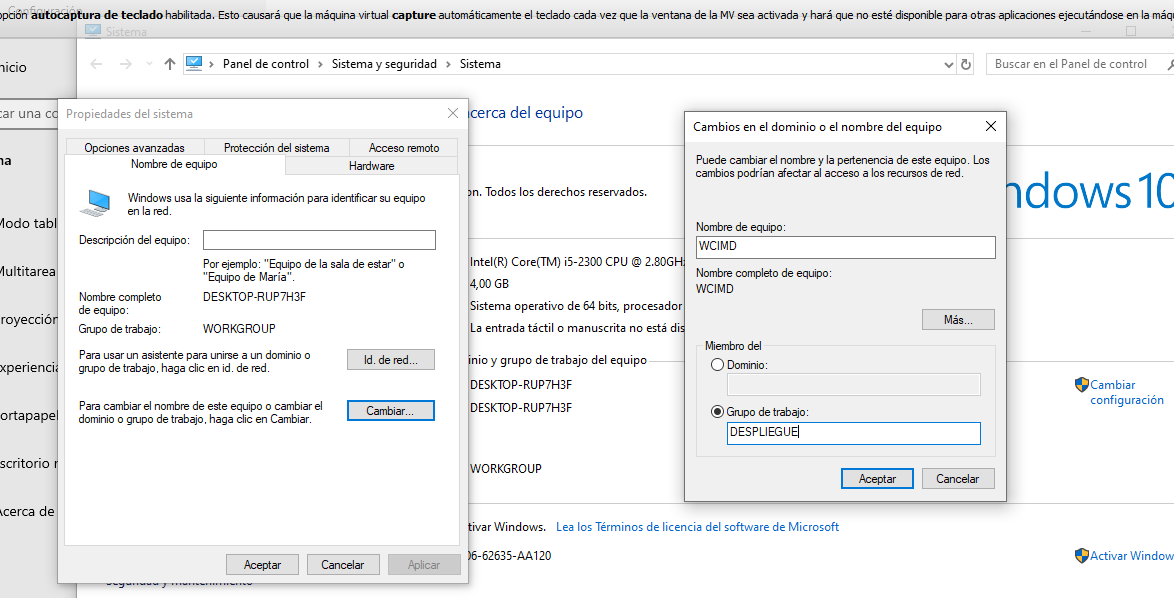 Configuración
opción autocaptura de teclado habilitada. Esto causará que la máquina virtual capture automáticamente el teclado cada vez que la ventana de la MV sea activada y hará que no esté disponible para otras aplicaciones ejecutándose en la máqu
Sistema
nicio
Panel de control > Sistema y seguridad > Sistema
Buscar en el Panel de control
car una co
ma
Modo tabl
Multitarea
royección
xperiencia
ortapapel
scritorio r
Acerca de
Propiedades del sistema
Opciones avanzadas
Protección del sistema
Acceso remoto
Nombre de equipo
Hardware
Windows usa la siguiente información para identificar su equipo
en la red.
Descripción del equipo:
Por ejemplo: "Equipo de la sala de estar" o
"Equipo de María".
Nombre completo
de equipo:
DESKTOP-RUP7H3F
Grupo de trabajo:
WORKGROUP
Para usar un asistente para unirse a un dominio o
grupo de trabajo, haga clic en id. de red.
Id. de red...
Para cambiar el nombre de este equipo o cambiar el
dominio o grupo de trabajo, haga clic en Cambiar.
Cambiar...
Aceptar
Cancelar
Aplicar
Seguridad y mantenimiento
cerca del equipo
on. Todos los derechos reservados.
ndows 10
Intel(R) Core(TM) i5-2300 CPU @ 2.80GHz
4,00 GB
Sistema operativo de 64 bits, procesador
La entrada táctil o manuscrita no está dis
inio y grupo de trabajo del equipo
DESKTOP-RUP7H3F
DESKTOP-RUP7H3F
WORKGROUP
Cambiar
configuración
tivar Windows. Lea los Términos de licencia del software de Microsoft
06-62635-AA120
Activar Window
Cambios en el dominio o el nombre del equipo
Puede cambiar el nombre y la pertenencia de este equipo. Los
cambios podrían afectar al acceso a los recursos de red.
Nombre de equipo:
WCIMD
Nombre completo de equipo:
WCIMD
Más...
Miembro del
Dominio:
Grupo de trabajo:
DESPLIEGUE
Aceptar
Cancelar